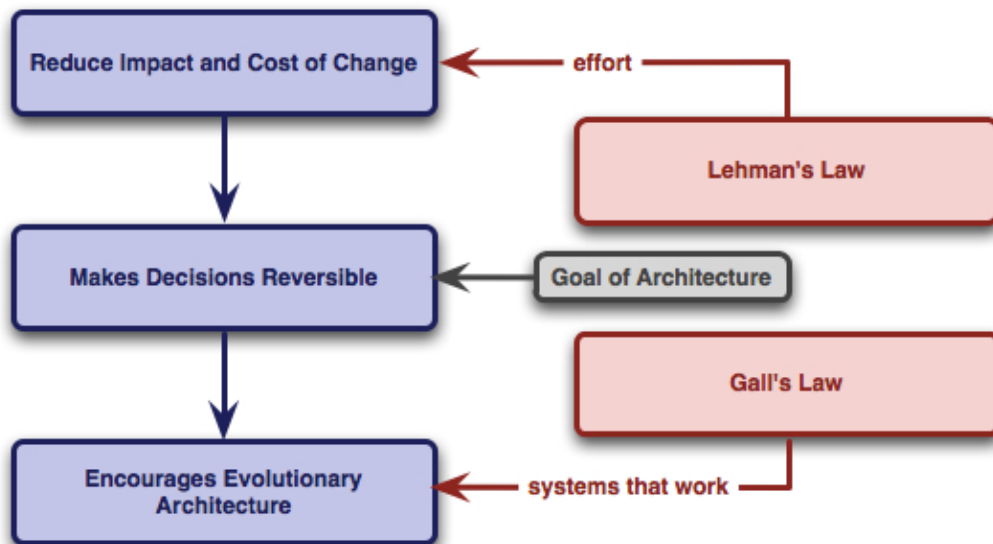 Reduce Impact and Cost of Change
effort
Lehman's Law
Makes Decisions Reversible
Goal of Architecture
Gall's Law
Encourages Evolutionary
Architecture
systems that work